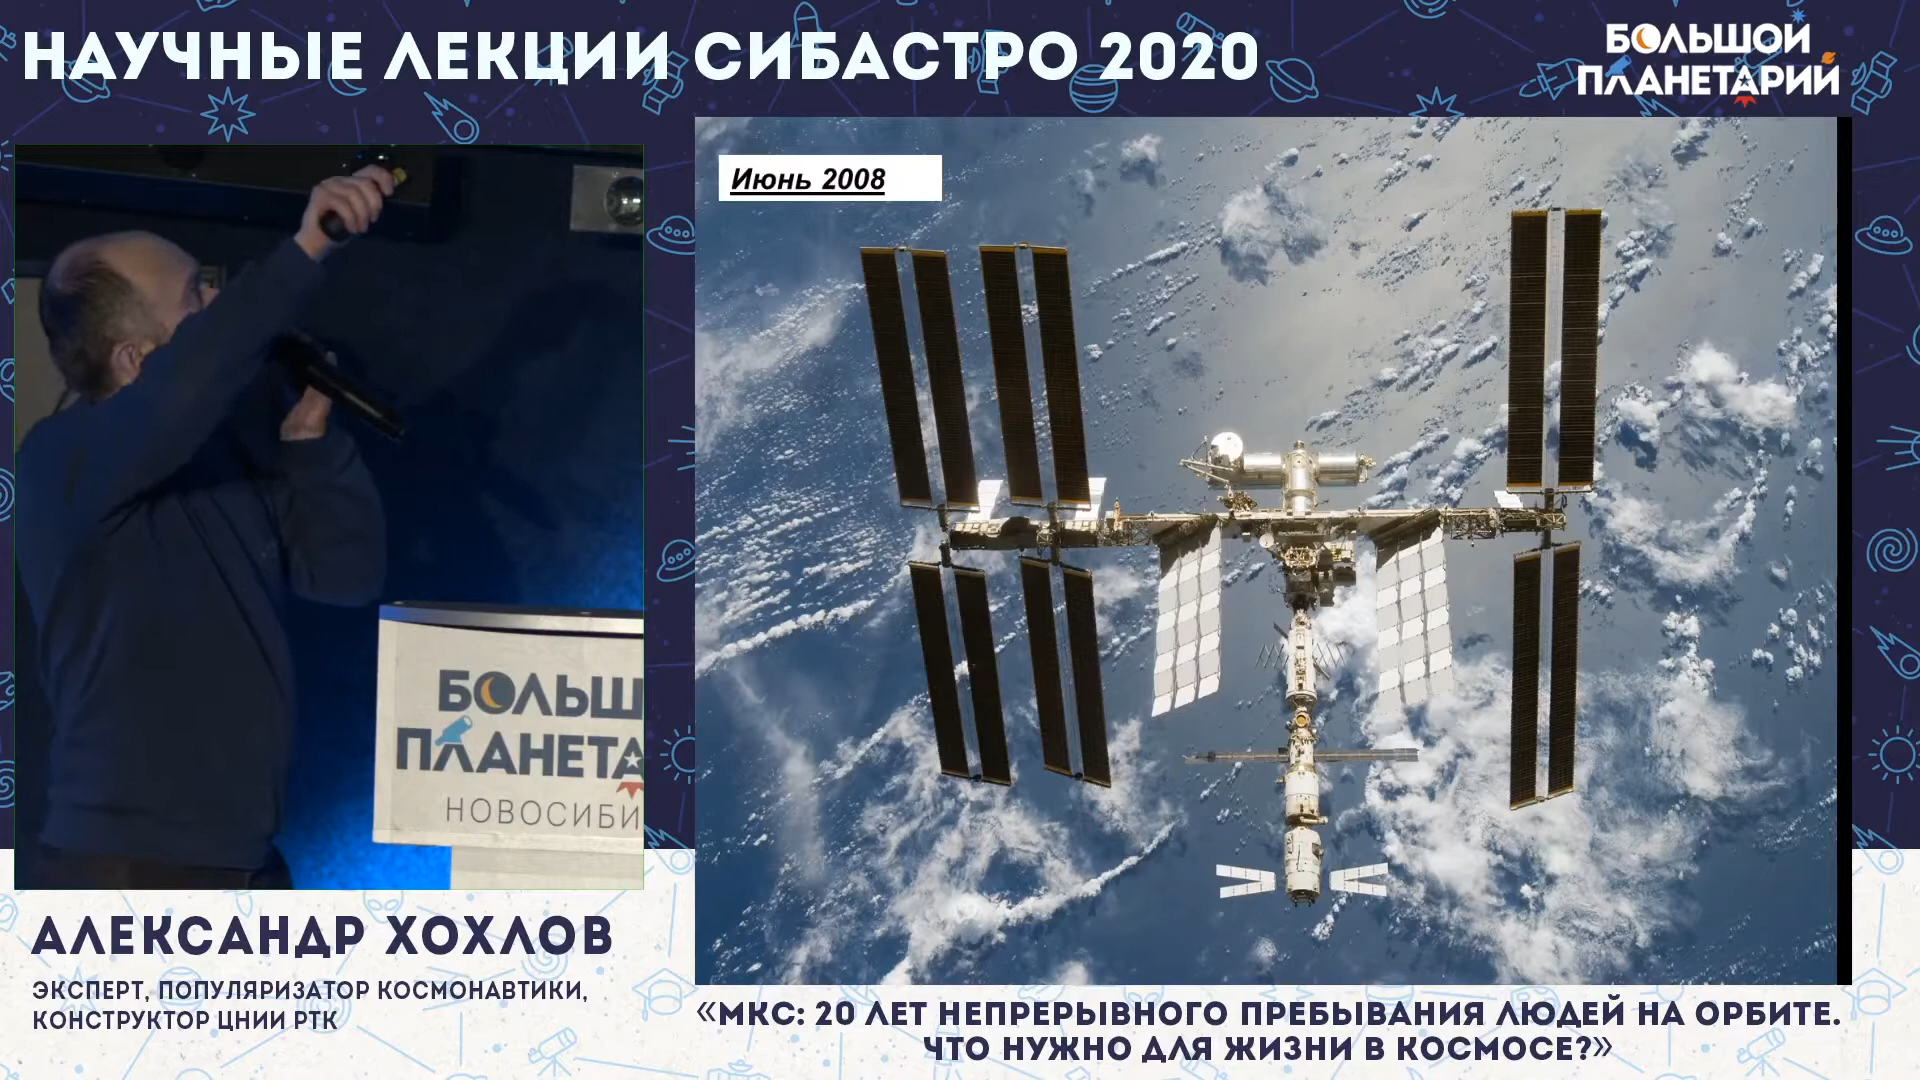 НАУЧНЫЕ ЛЕКЦИИ СИБАСТРО 2020
БОЛЬШОЙ
ПЛАНЕТАРИЙ
Июнь 2008
БОЛЬШ
ПЛАНЕТА
НОВОСИБИ
АЛЕКСАНДР ХОХЛОВ
ЭКСПЕРТ, ПОПУЛЯРИЗАТОР КОСМОНАВТИКИ,
КОНСТРУКТОР ЦНИИ РТК
«МКС: 20 ЛЕТ НЕПРЕРЫВНОГО ПРЕБЫВАНИЯ ЛЮДЕЙ НА ОРБИТЕ.
ЧТО НУЖНО ДЛЯ ЖИЗНИ В КОСМОСЕ?»